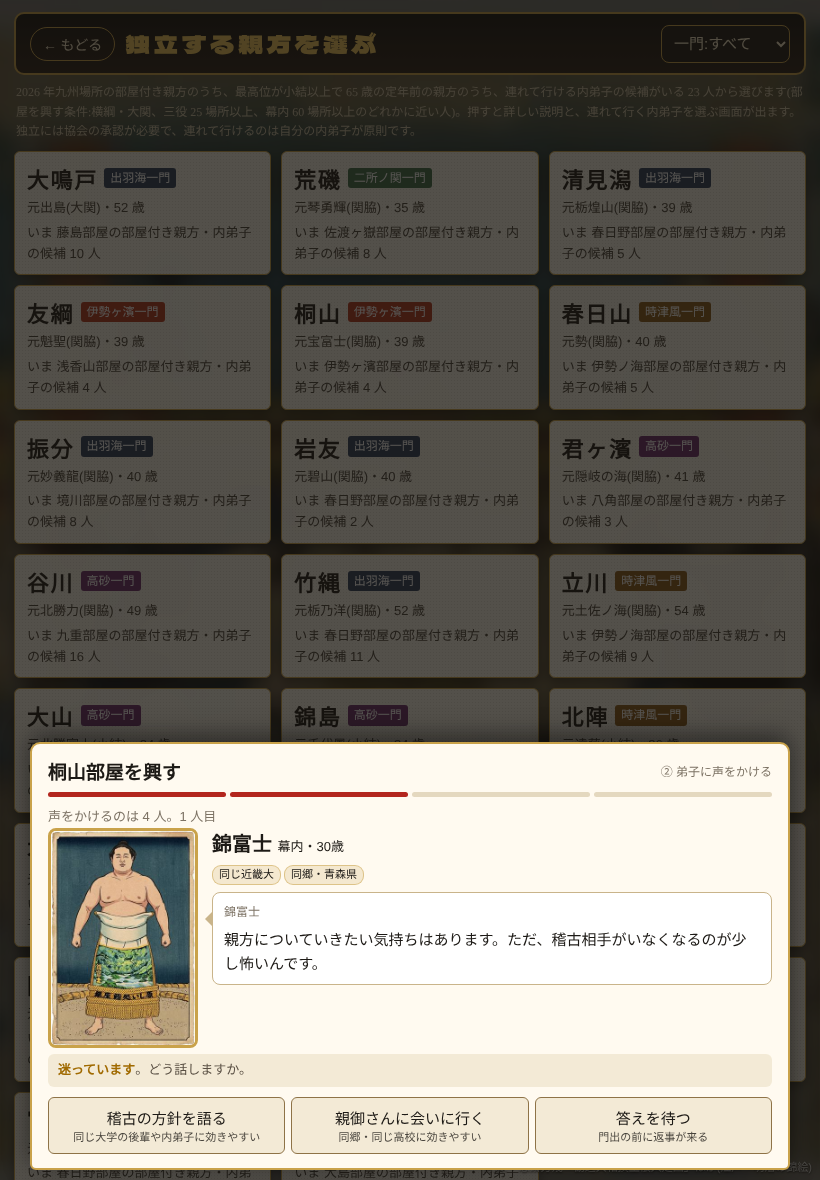 ← もどる
独立する親方を選ぶ
一門:すべて
2026 年九州場所の部屋付き親方のうち、最高位が小結以上で 65 歳の定年前の親方のうち、連れて行ける内弟子の候補がいる 23 人から選びます(部
屋を興す条件:横綱・大関、三役 25 場所以上、幕内 60 場所以上のどれかに近い人)。押すと詳しい説明と、連れて行く内弟子を選ぶ画面が出ます。
独立には協会の承認が必要で、連れて行けるのは自分の内弟子が原則です。
大鳴戸 出羽海一門
元出島(大関)・52 歳
いま 藤島部屋の部屋付き親方・内弟子
の候補 10 人
荒磯 二所ノ関一門
元琴勇輝(関脇)・35 歳
いま 佐渡ヶ嶽部屋の部屋付き親方・内
弟子の候補 8 人
清見潟 出羽海一門
元栃煌山(関脇)・39 歳
いま 春日野部屋の部屋付き親方・内弟
子の候補 5 人
友綱 伊勢ヶ濱一門
元魁聖(関脇)・39 歳
いま 浅香山部屋の部屋付き親方・内弟
子の候補 4 人
桐山 伊勢ヶ濱一門
元宝富士(関脇)・39 歳
いま 伊勢ヶ濱部屋の部屋付き親方・内
弟子の候補 4 人
春日山 時津風一門
元勢(関脇)・40 歳
いま 伊勢ノ海部屋の部屋付き親方・内
弟子の候補 5 人
振分 出羽海一門
元妙義龍(関脇)・40 歳
いま 境川部屋の部屋付き親方・内弟子
の候補 8 人
岩友 出羽海一門
元碧山(関脇)・40 歳
いま 春日野部屋の部屋付き親方・内弟
子の候補 2 人
君ヶ濱 高砂一門
元隠岐の海(関脇)・41 歳
いま 八角部屋の部屋付き親方・内弟子
の候補 3 人
谷川 高砂一門
元北勝力(関脇)・49 歳
いま 九重部屋の部屋付き親方・内弟子
の候補 16 人
竹縄 出羽海一門
元栃乃洋(関脇)・52 歳
いま 春日野部屋の部屋付き親方・内弟
子の候補 11 人
立川 時津風一門
元土佐ノ海(関脇)・54 歳
いま 伊勢ノ海部屋の部屋付き親方・内
弟子の候補 9 人
大山 高砂一門
錦島 高砂一門
北陣 時津風一門
桐山部屋を興す
② 弟子に声をかける
声をかけるのは 4 人。1 人目
錦富士 幕内・30歳
同じ近畿大 同郷・青森県
錦富士
親方についていきたい気持ちはあります。ただ、稽古相手がいなくなるのが少
し怖いんです。
迷っています。どう話しますか。
稽古の方針を語る
同じ大学の後輩や内弟子に効きやすい
親御さんに会いに行く
同郷・同じ高校に効きやすい
答えを待つ
門出の前に返事が来る